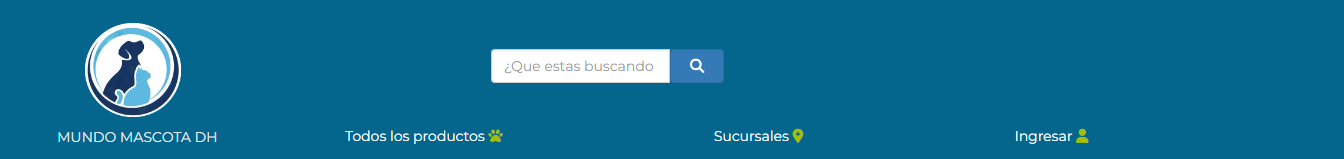 ¿Que estas buscando
MUNDO MASCOTA DH
Todos los productos
Sucursales
Ingresar